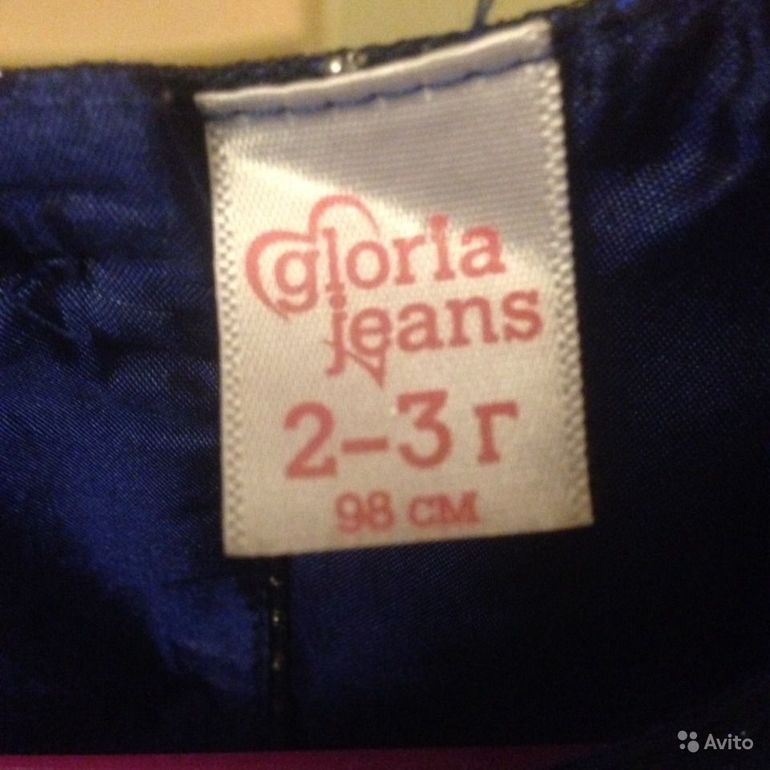 gloria
jeans
2-3 г
98 см
Avito